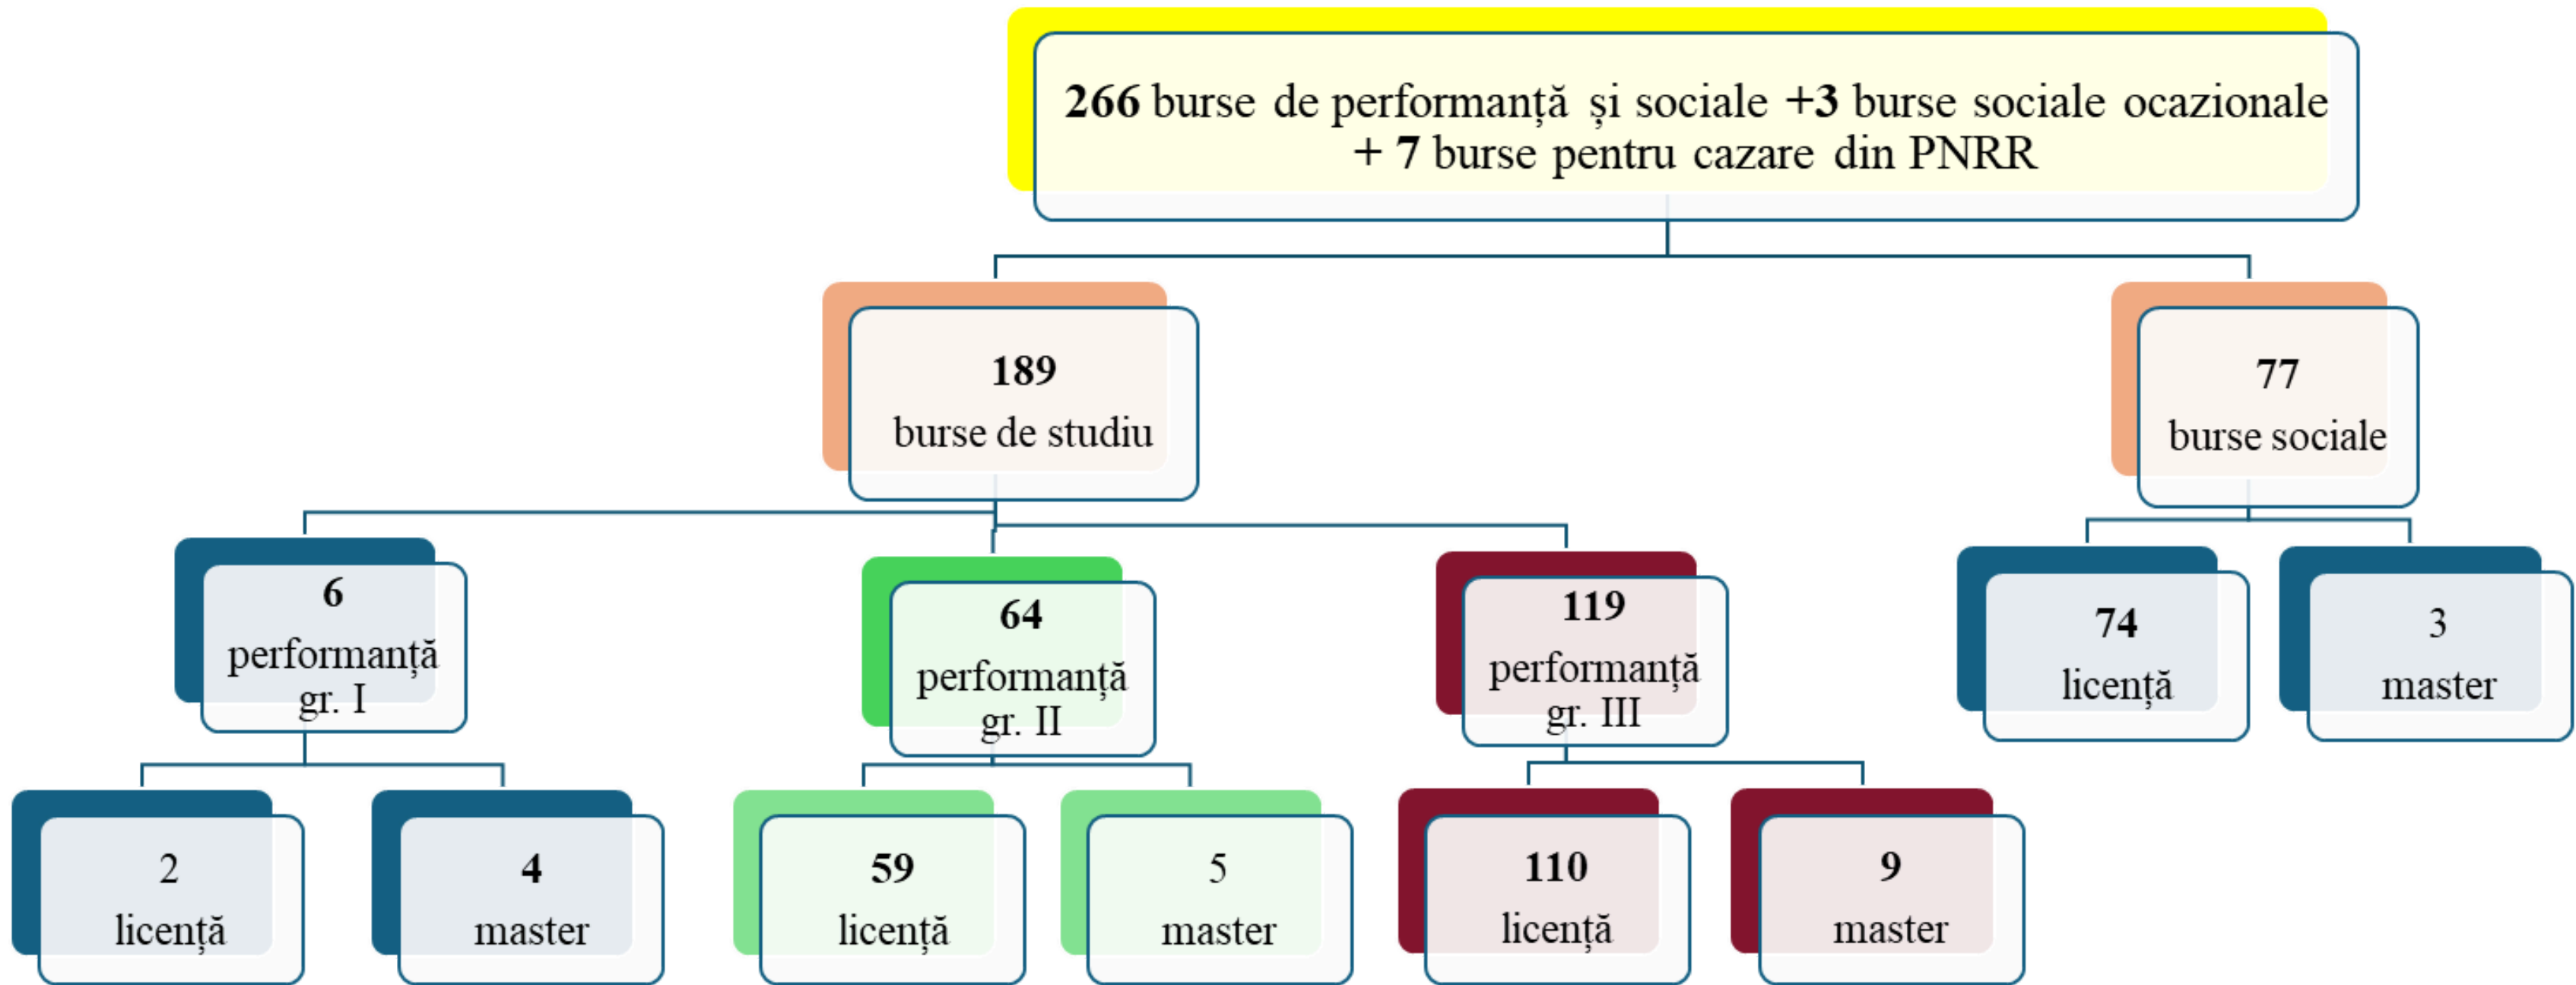 266 burse de performanță și sociale +3 burse sociale ocazionale
+ 7 burse pentru cazare din PNRR
189
burse de studiu
77
burse sociale
6
performanță
gr. I
64
performanță
gr. II
119
performanță
gr. III
74
licență
3
master
2
licență
4
master
59
licență
5
master
110
licență
9
master